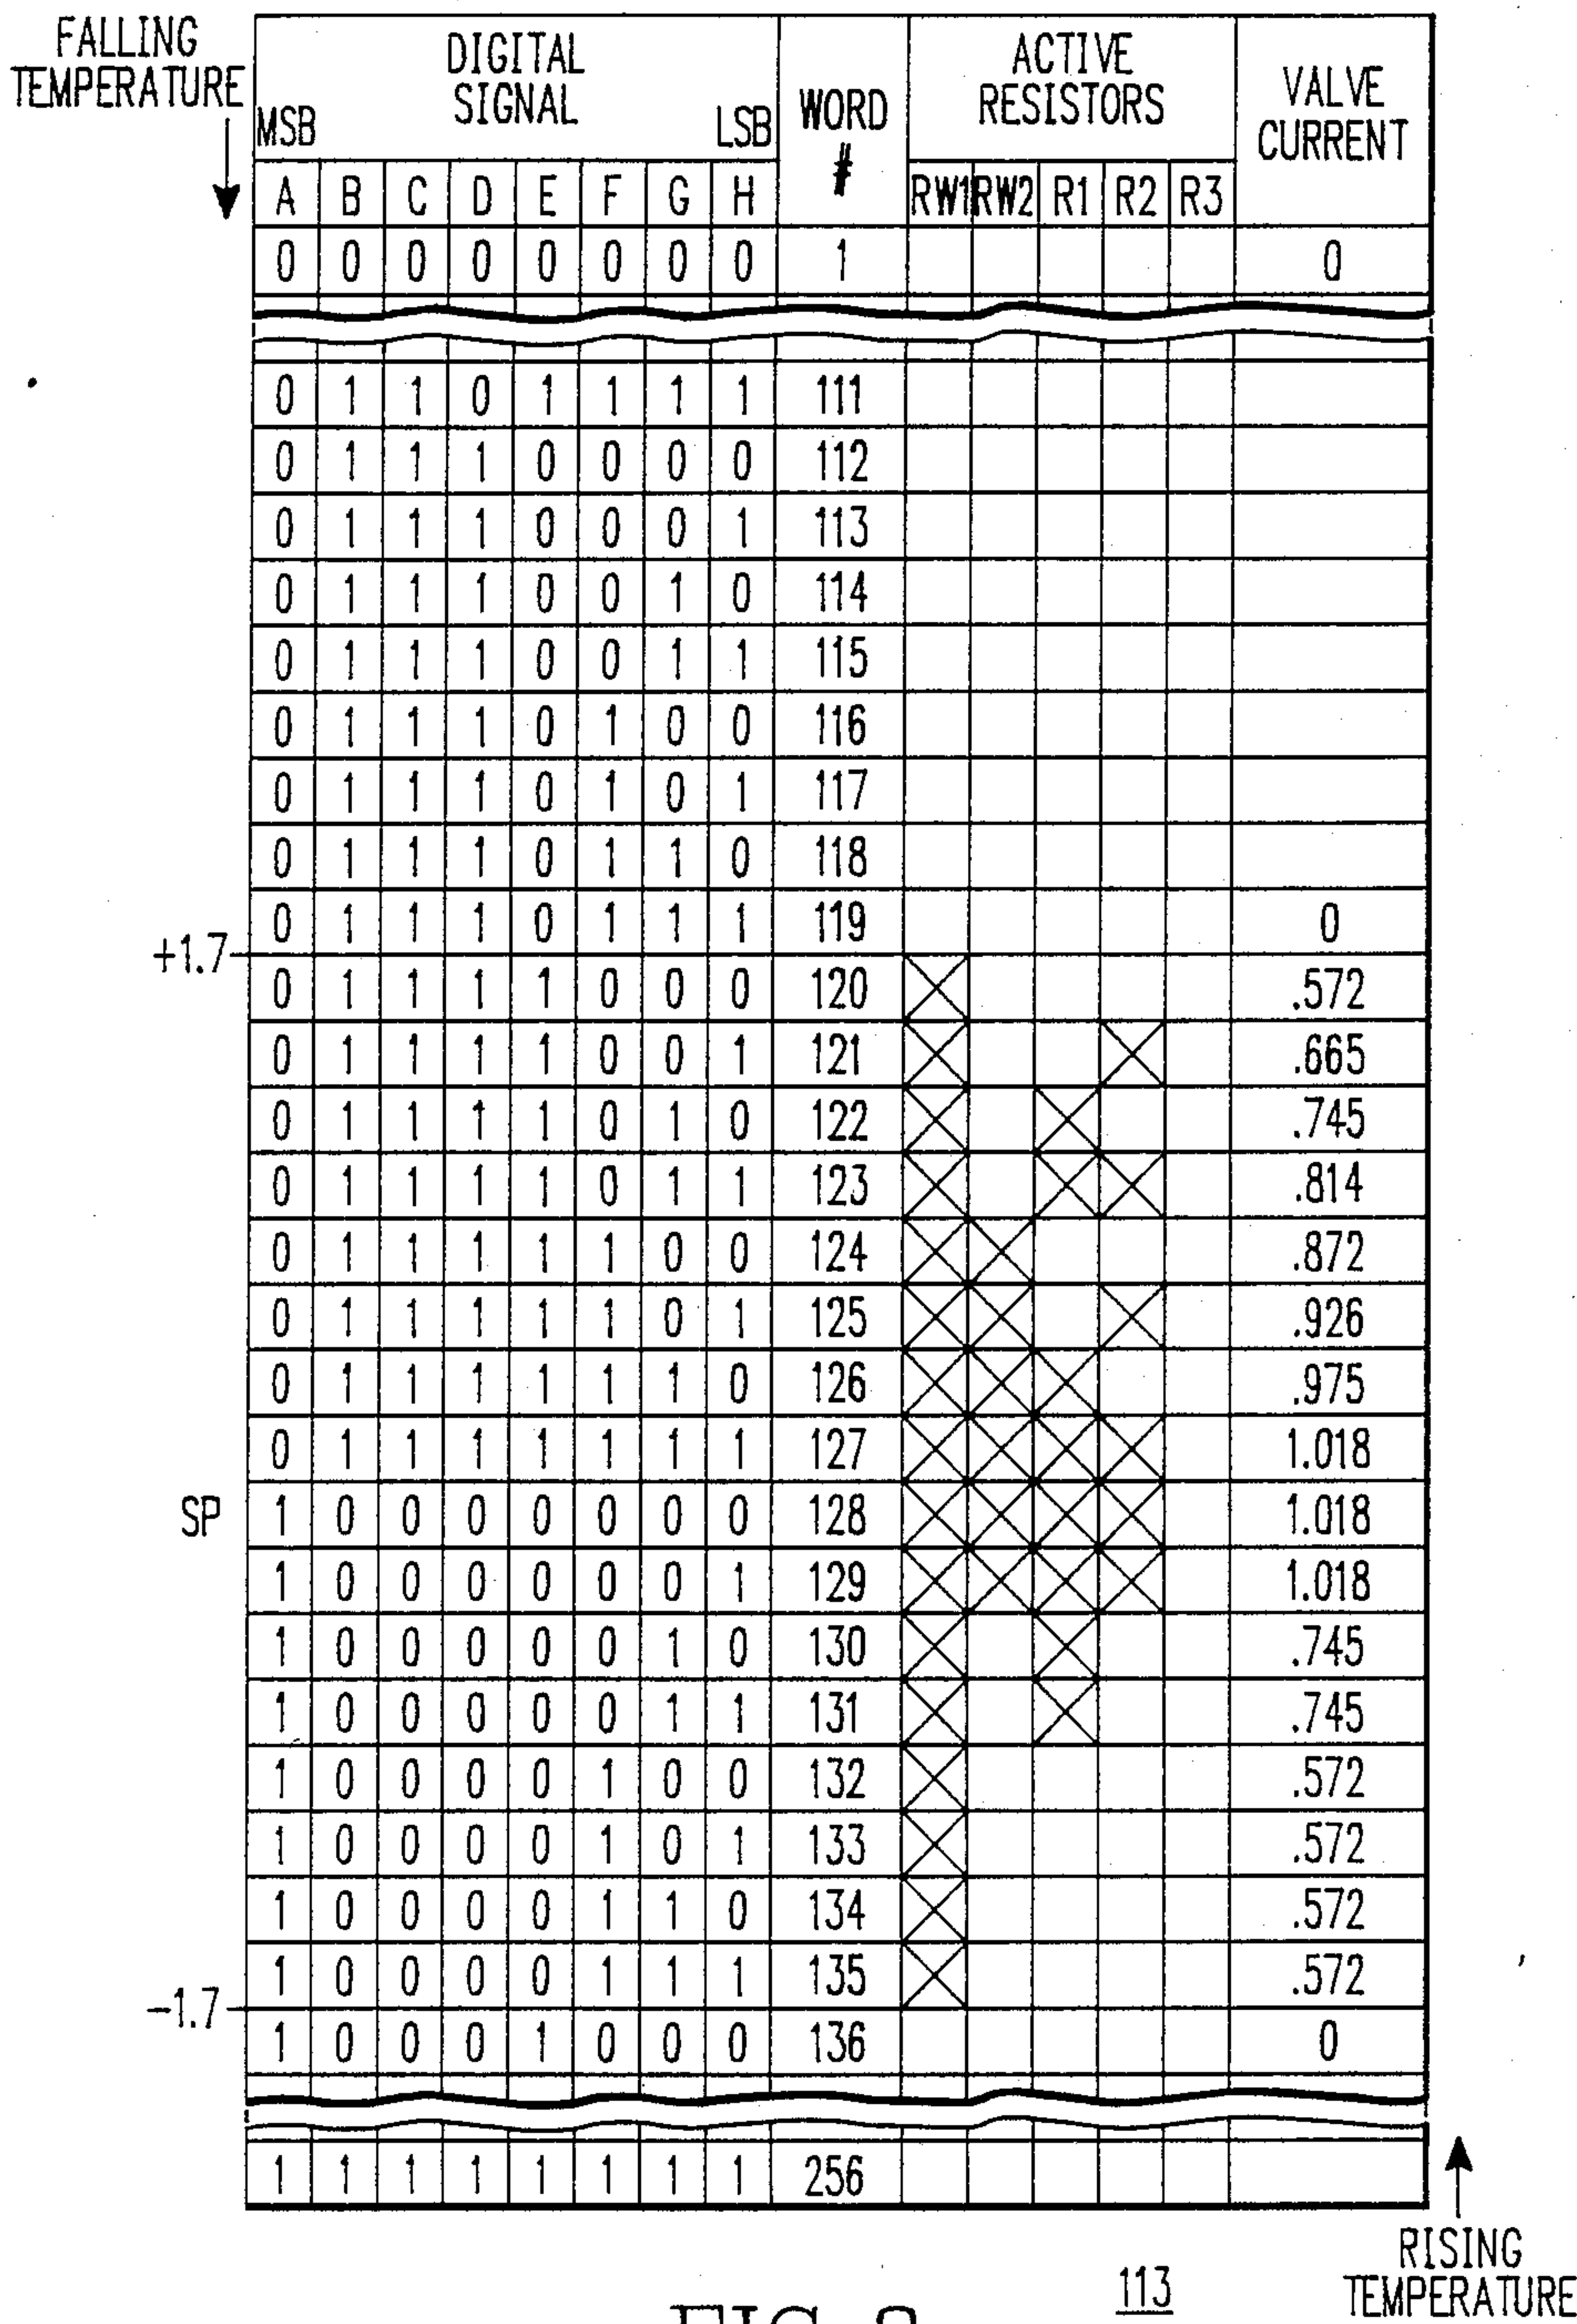 FALLING
TEMPERATURE
DIGITAL
SIGNAL
MSB LSB
WORD
#
ACTIVE
RESISTORS
VALVE
CURRENT
A B C D E F G H RW1 RW2 R1 R2 R3
0 0 0 0 0 0 0 0 1 0
0 1 1 0 1 1 1 1 111
0 1 1 1 0 0 0 0 112
0 1 1 1 0 0 0 1 113
0 1 1 1 0 0 1 0 114
0 1 1 1 0 0 1 1 115
0 1 1 1 0 1 0 0 116
0 1 1 1 0 1 0 1 117
0 1 1 1 0 1 1 0 118
0 1 1 1 0 1 1 1 119 0
+1.7
0 1 1 1 1 0 0 0 120 .572
0 1 1 1 1 0 0 1 121 .665
0 1 1 1 1 0 1 0 122 .745
0 1 1 1 1 0 1 1 123 .814
0 1 1 1 1 1 0 0 124 .872
0 1 1 1 1 1 0 1 125 .926
0 1 1 1 1 1 1 0 126 .975
0 1 1 1 1 1 1 1 127 1.018
SP 1 0 0 0 0 0 0 0 128 1.018
1 0 0 0 0 0 0 1 129 1.018
1 0 0 0 0 0 1 0 130 .745
1 0 0 0 0 0 1 1 131 .745
1 0 0 0 0 1 0 0 132 .572
1 0 0 0 0 1 0 1 133 .572
1 0 0 0 0 1 1 0 134 .572
1 0 0 0 0 1 1 1 135 .572
-1.7
1 0 0 0 1 0 0 0 136 0
1 1 1 1 1 1 1 1 256
RISING
TEMPERATURE
113
FIG.